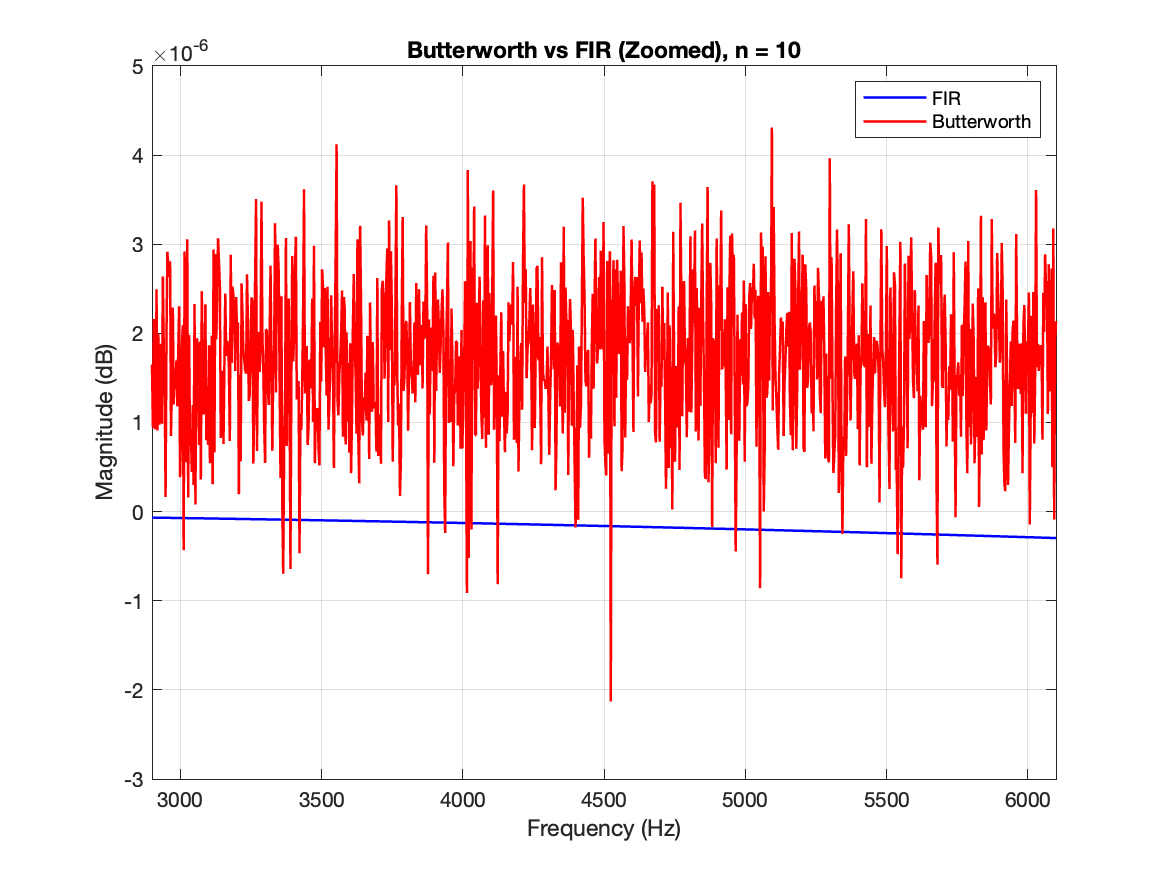 Butterworth vs FIR (Zoomed), n = 10
×10⁻⁶
5
4
3
2
1
0
-1
-2
-3
Magnitude (dB)
FIR
Butterworth
3000 3500 4000 4500 5000 5500 6000
Frequency (Hz)